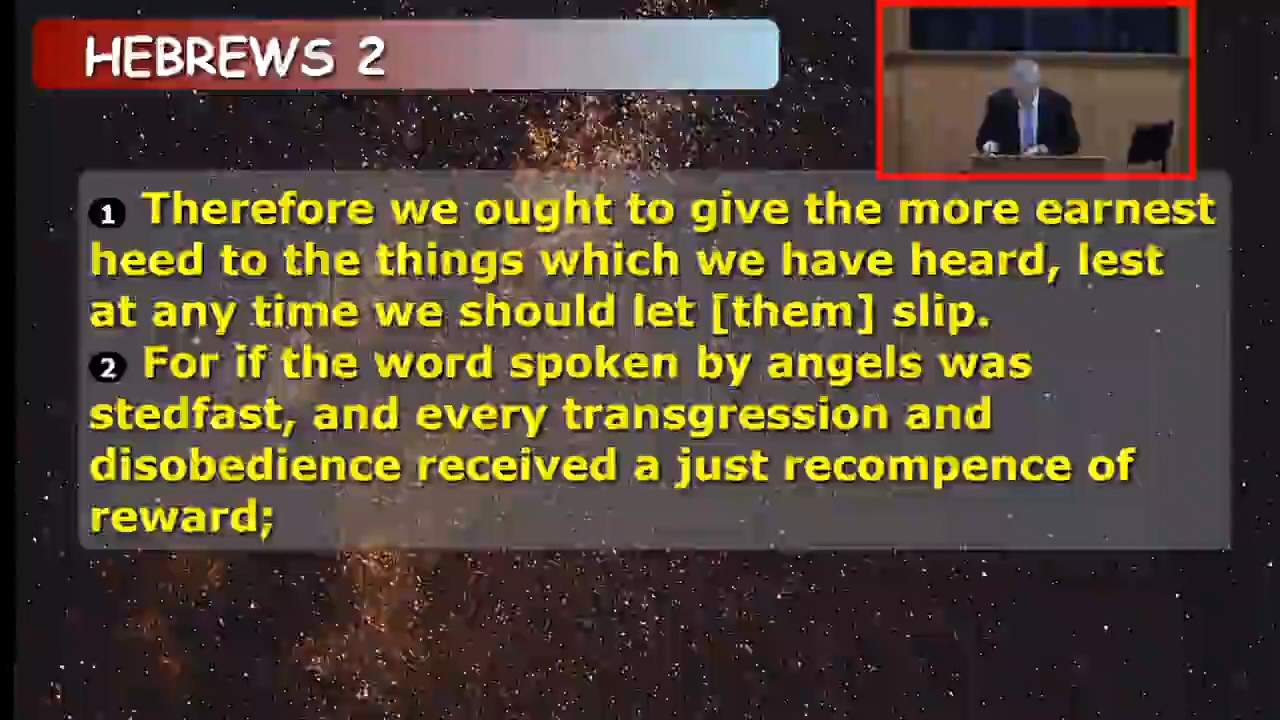 HEBREWS 2
1 Therefore we ought to give the more earnest
heed to the things which we have heard, lest
at any time we should let [them] slip.
2 For if the word spoken by angels was
stedfast, and every transgression and
disobedience received a just recompence of
reward;